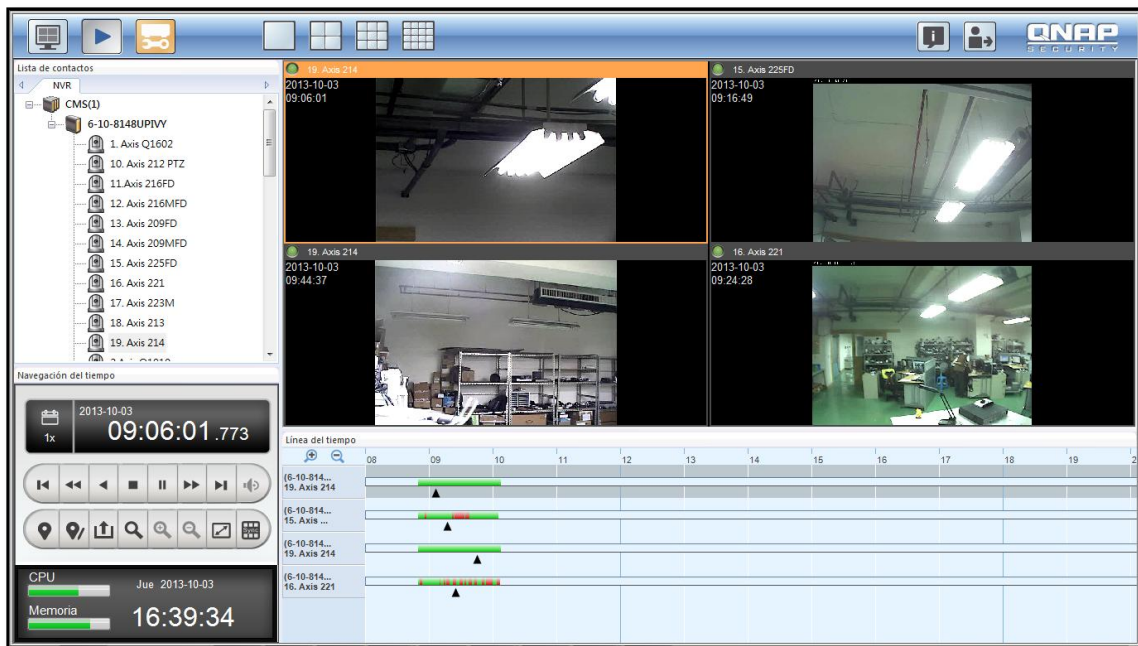 QNAP
SECURITY
Lista de contactos
NVR
CMS(1)
6-10-8148UPIVY
1. Axis Q1602
10. Axis 212 PTZ
11.Axis 216FD
12. Axis 216MFD
13. Axis 209FD
14. Axis 209MFD
15. Axis 225FD
16. Axis 221
17. Axis 223M
18. Axis 213
19. Axis 214
19. Axis 214
2013-10-03
09:06:01
15. Axis 225FD
2013-10-03
09:16:49
19. Axis 214
2013-10-03
09:44:37
16. Axis 221
2013-10-03
09:24:28
Navegación del tiempo
2013-10-03
1x
09:06:01.773
Sync
CPU
Memoria
Jue 2013-10-03
16:39:34
Línea del tiempo
08 09 10 11 12 13 14 15 16 17 18 19 2
(6-10-814...
19. Axis 214
(6-10-814...
15. Axis ...
(6-10-814...
19. Axis 214
(6-10-814...
16. Axis 221